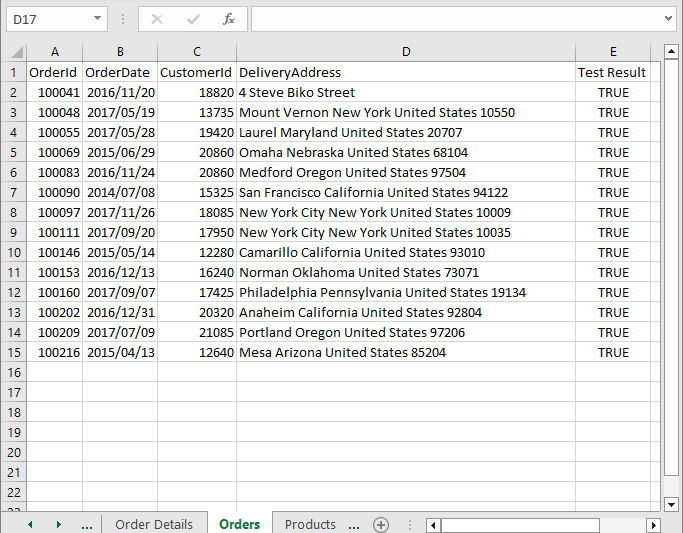 D17 fx
A B C D E
1 OrderId OrderDate CustomerId DeliveryAddress Test Result
2 100041 2016/11/20 18820 4 Steve Biko Street TRUE
3 100048 2017/05/19 13735 Mount Vernon New York United States 10550 TRUE
4 100055 2017/05/28 19420 Laurel Maryland United States 20707 TRUE
5 100069 2015/06/29 20860 Omaha Nebraska United States 68104 TRUE
6 100083 2016/11/24 20860 Medford Oregon United States 97504 TRUE
7 100090 2014/07/08 15325 San Francisco California United States 94122 TRUE
8 100097 2017/11/26 18085 New York City New York United States 10009 TRUE
9 100111 2017/09/20 17950 New York City New York United States 10035 TRUE
10 100146 2015/05/14 12280 Camarillo California United States 93010 TRUE
11 100153 2016/12/13 16240 Norman Oklahoma United States 73071 TRUE
12 100160 2017/09/07 17425 Philadelphia Pennsylvania United States 19134 TRUE
13 100202 2016/12/31 20320 Anaheim California United States 92804 TRUE
14 100209 2017/07/09 21085 Portland Oregon United States 97206 TRUE
15 100216 2015/04/13 12640 Mesa Arizona United States 85204 TRUE
16
17
18
19
20
21
22
... Order Details Orders Products ...